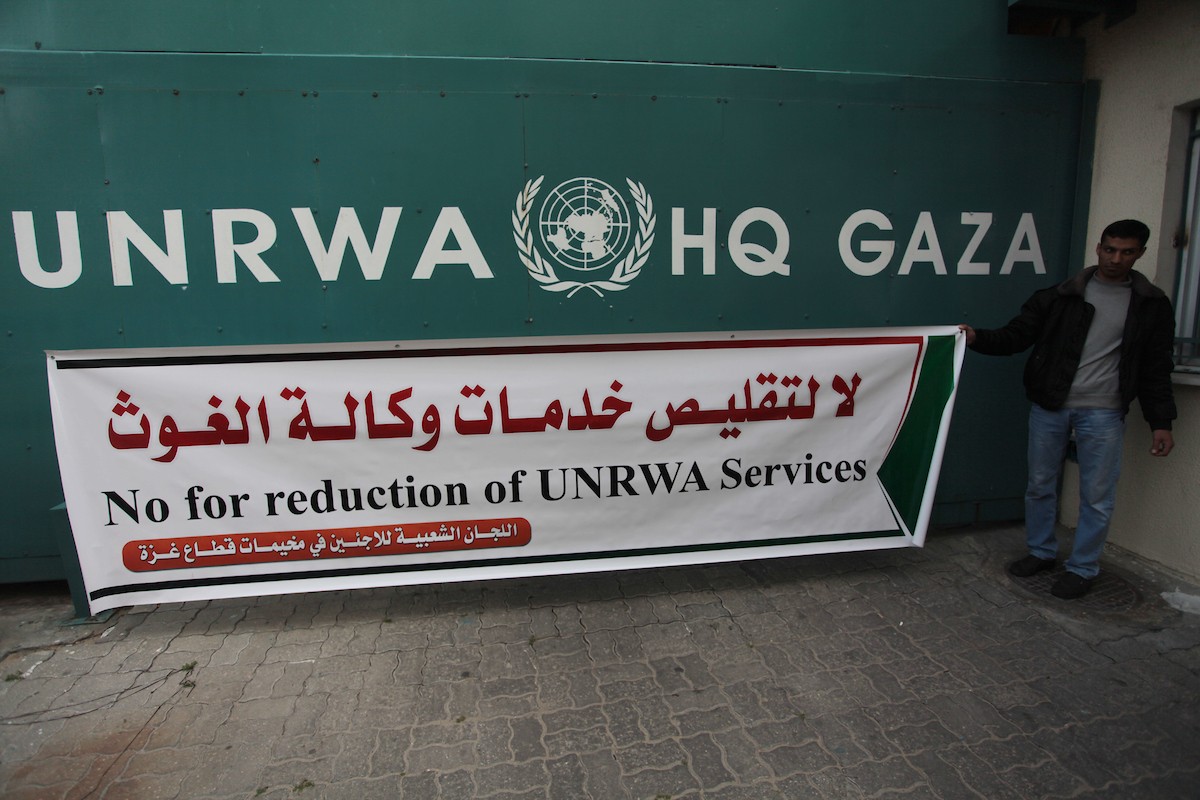 UNRWA HQ GAZA
لا لتقليص خدمات وكالة الغوث
No for reduction of UNRWA Services
اللجان الشعبية للاجئين في مخيمات قطاع غزة